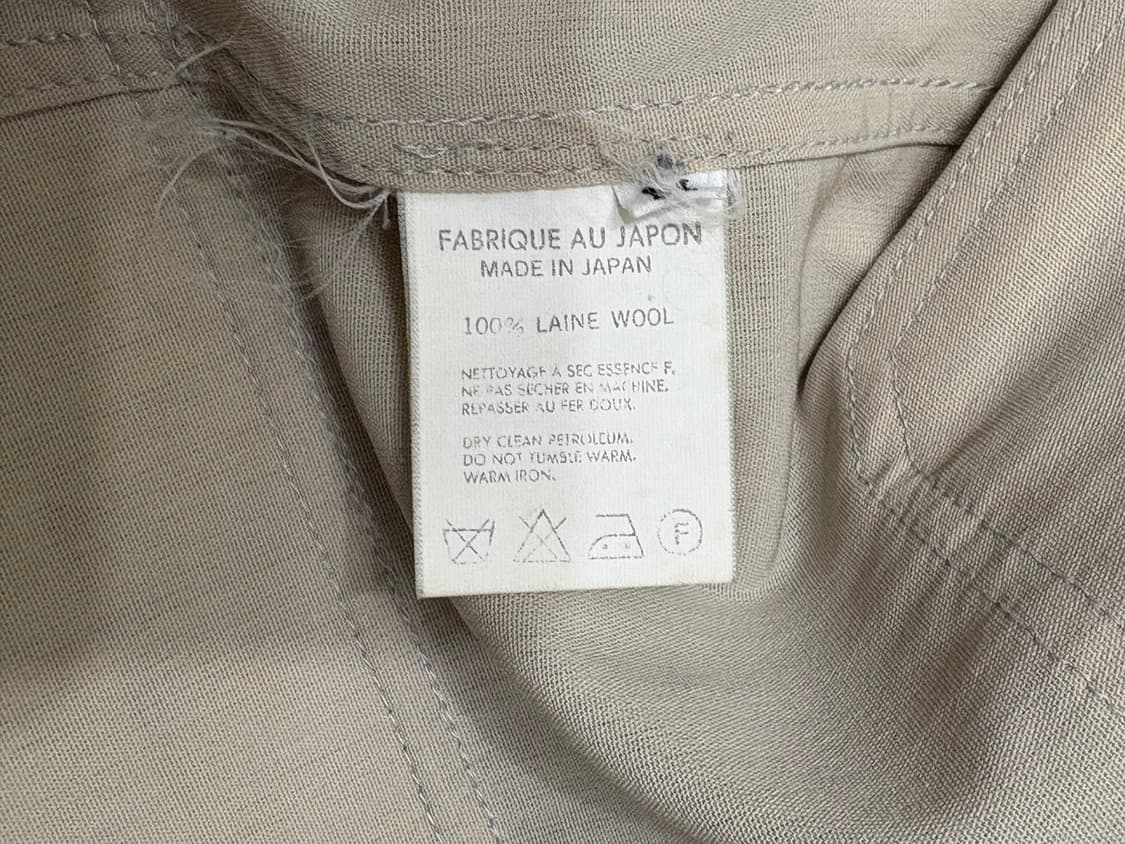 FABRIQUE AU JAPON
MADE IN JAPAN
100% LAINE WOOL
NETTOYAGE À SEC ESSENCE F.
NE PAS SECHER EN MACHINE.
REPASSER AU FER DOUX.
DRY CLEAN PETROLEUM.
DO NOT TUMBLE WARM.
WARM IRON.
F